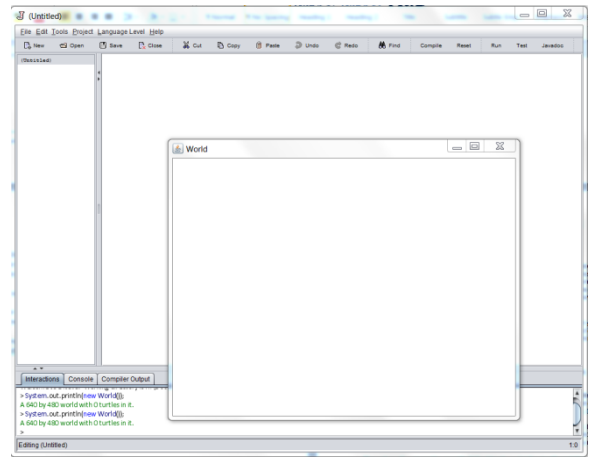 (Untitled)
File Edit Tools Project Language Level Help
New Open Save Close Cut Copy Paste Undo Redo Find Compile Reset Run Test Javadoc
(Untitled)
World
Interactions Console Compiler Output
> System.out.println(new World());
A 640 by 480 world with 0 turtles in it.
> System.out.println(new World());
A 640 by 480 world with 0 turtles in it.
>
Editing (Untitled) 1:0